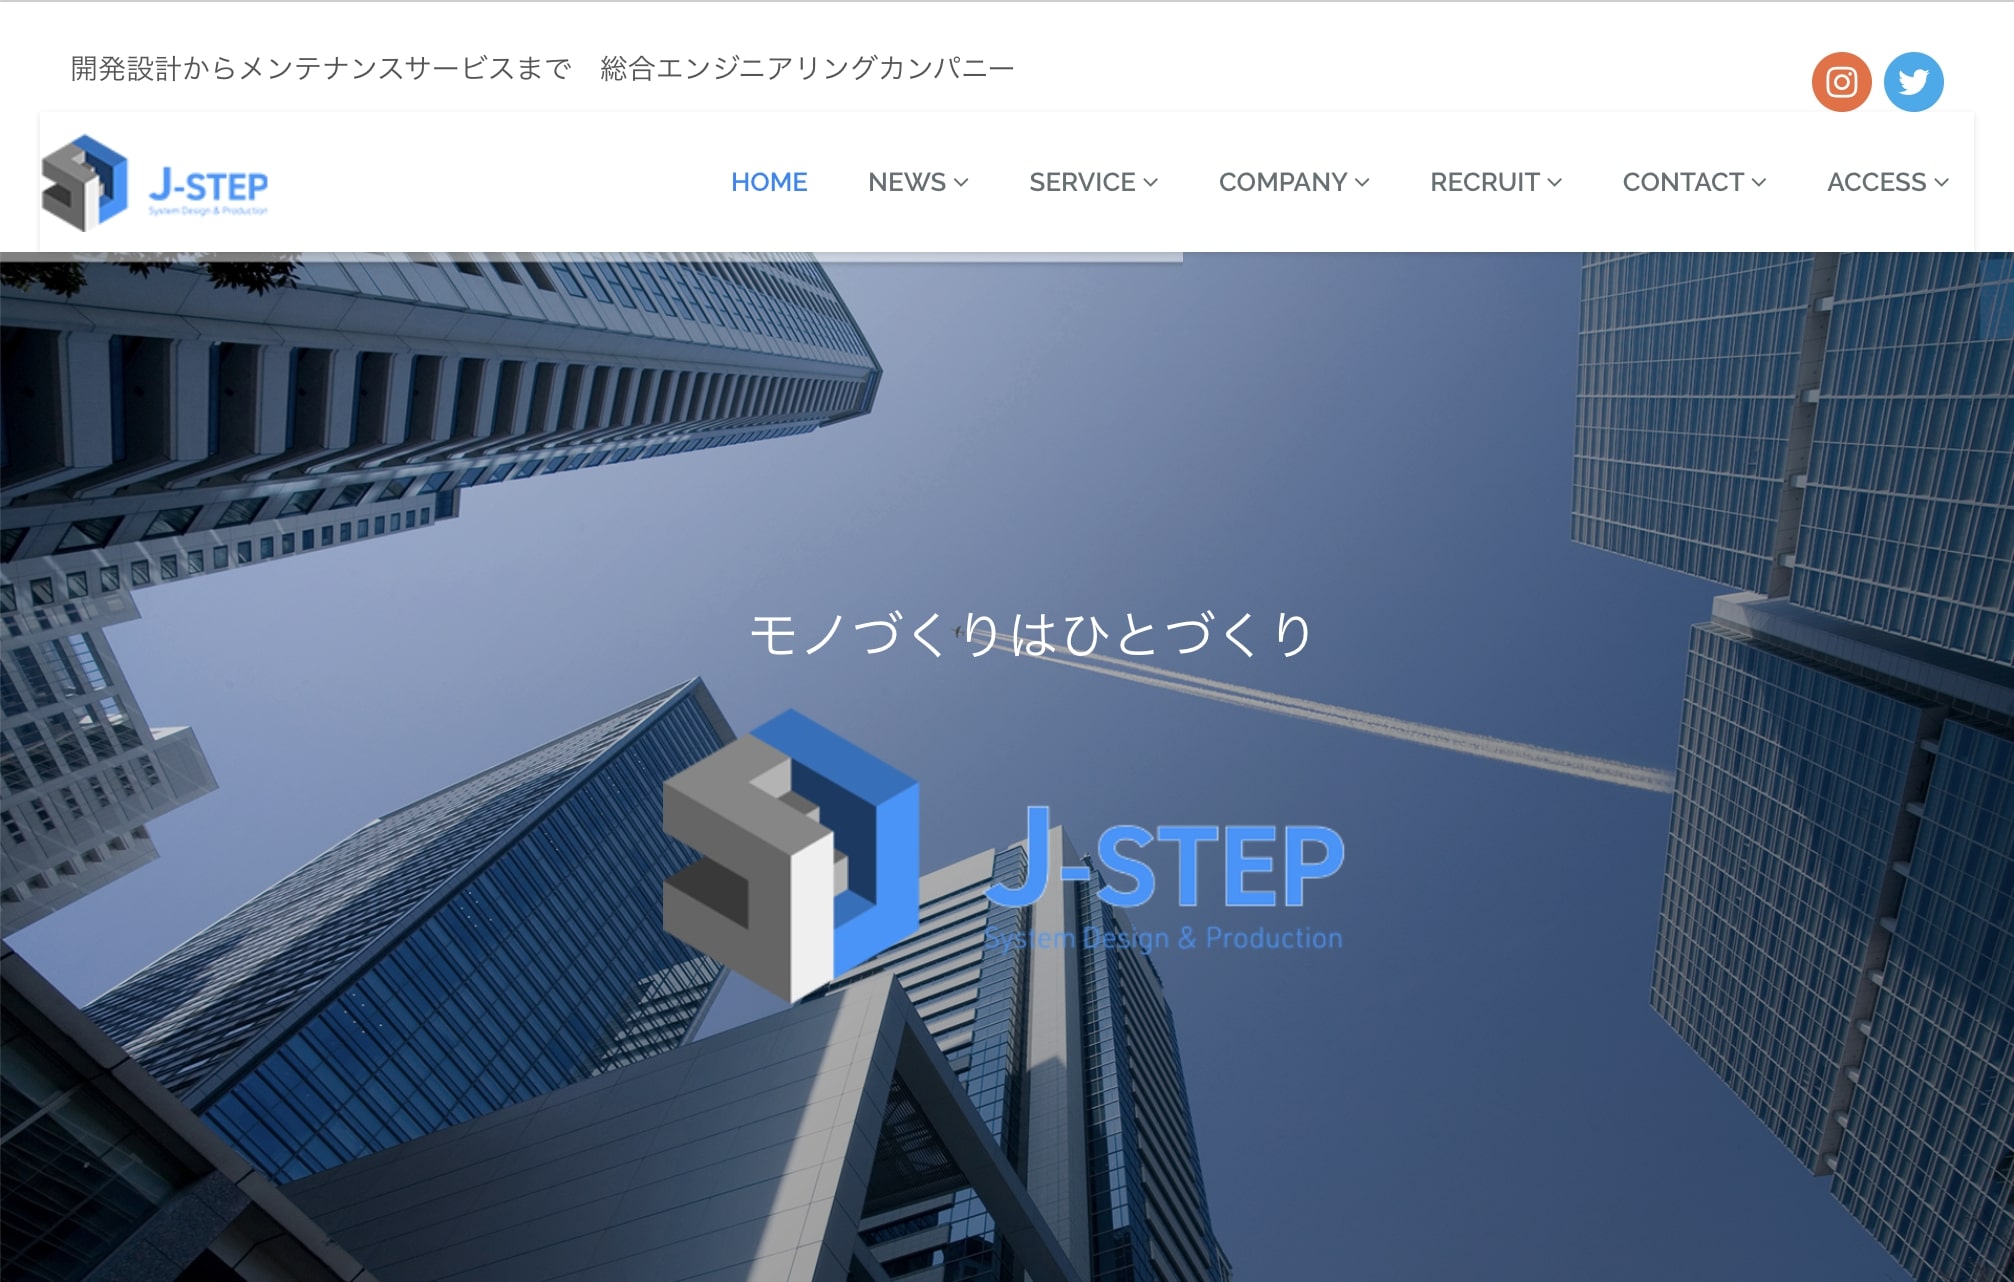 開発設計からメンテナンスサービスまで　総合エンジニアリングカンパニー
J-STEP
System Design & Production
HOME NEWS SERVICE COMPANY RECRUIT CONTACT ACCESS
モノづくりはひとづくり
J-STEP
System Design & Production